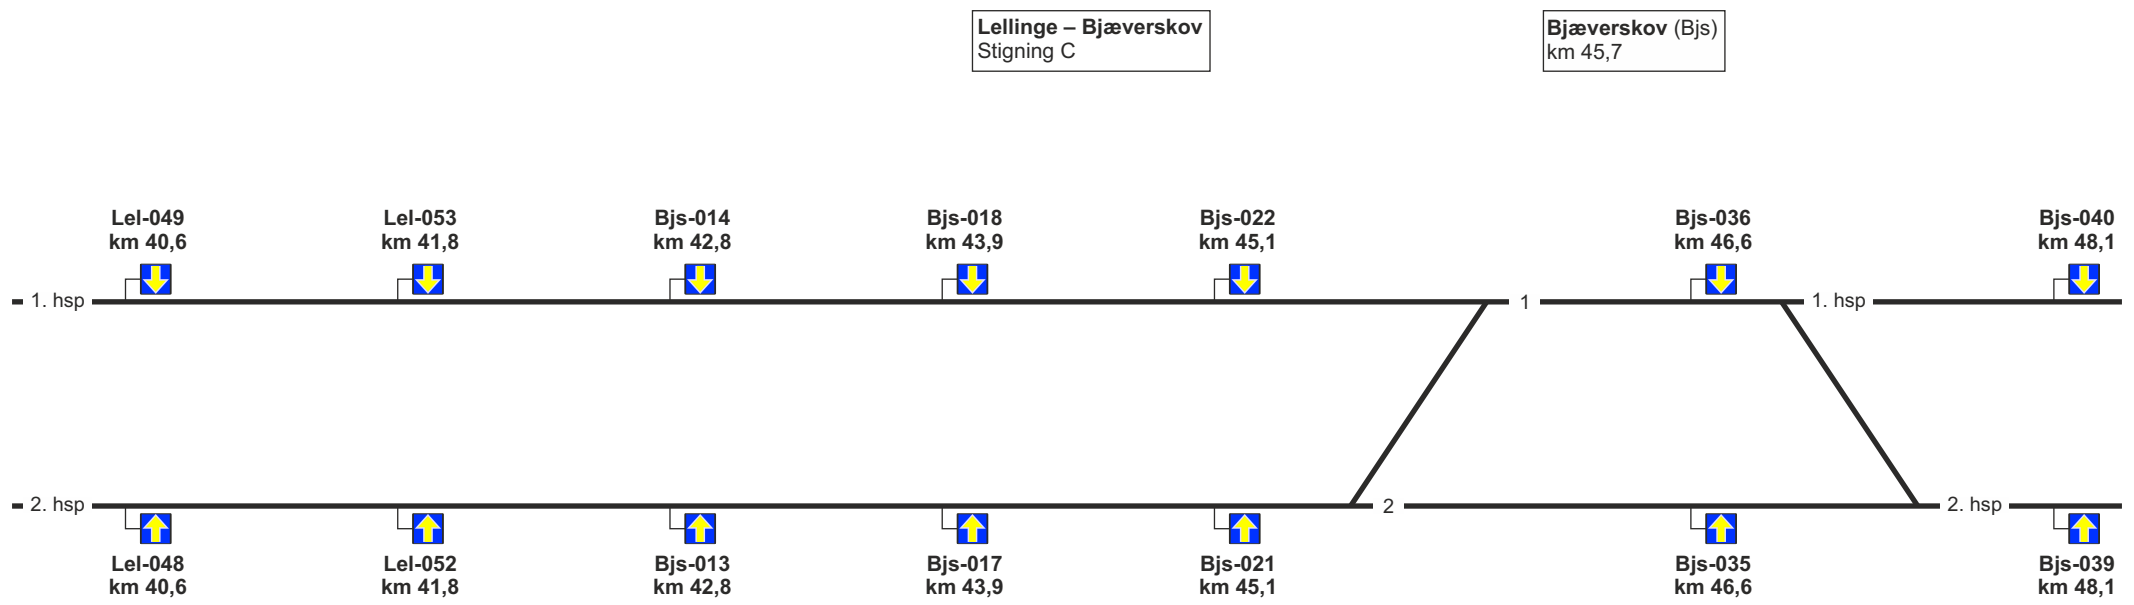 Lellinge – Bjæverskov
Stigning C
Bjæverskov (Bjs)
km 45,7
Lel-049
km 40,6
Lel-053
km 41,8
Bjs-014
km 42,8
Bjs-018
km 43,9
Bjs-022
km 45,1
Bjs-036
km 46,6
Bjs-040
km 48,1
1. hsp
1
1. hsp
2. hsp
2
2. hsp
Lel-048
km 40,6
Lel-052
km 41,8
Bjs-013
km 42,8
Bjs-017
km 43,9
Bjs-021
km 45,1
Bjs-035
km 46,6
Bjs-039
km 48,1